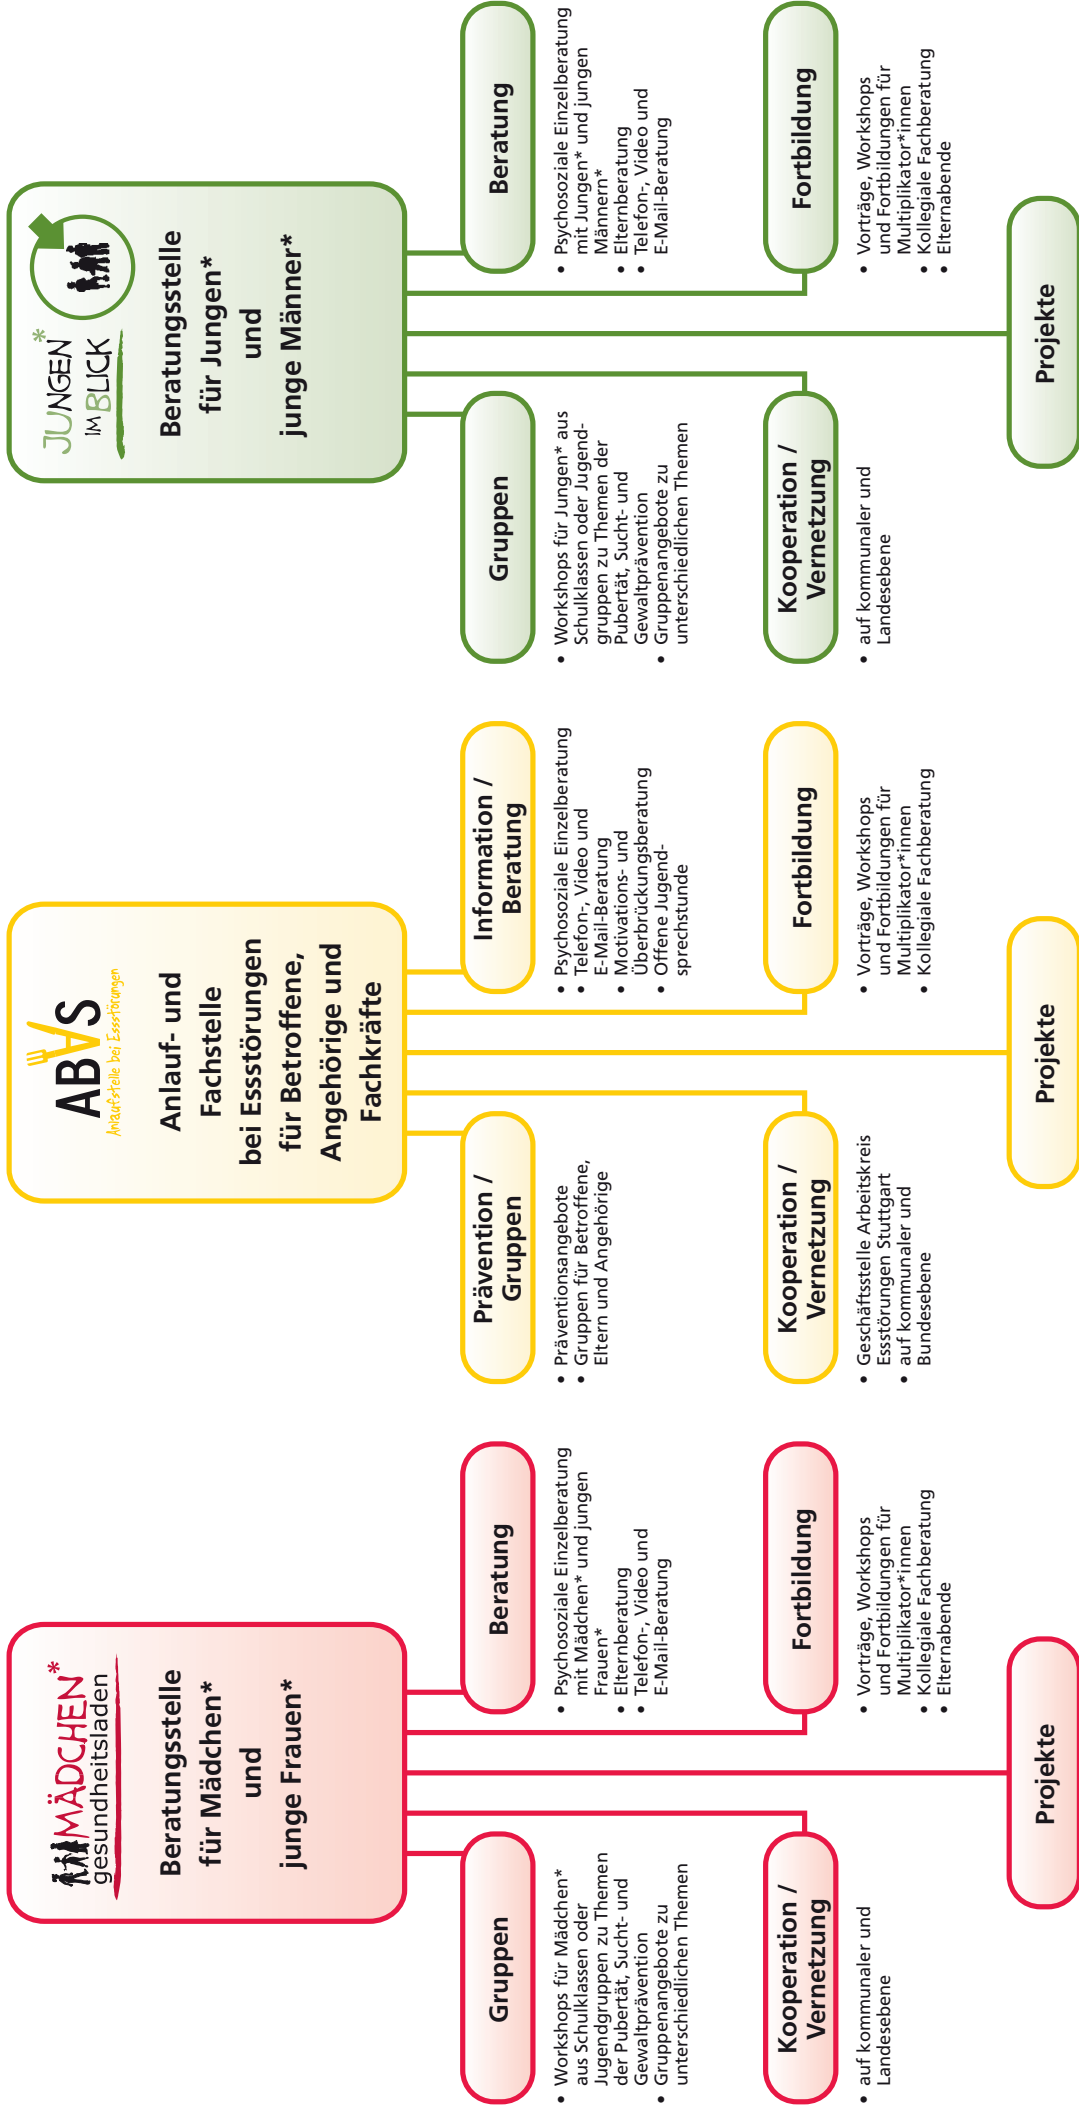 MÄDCHEN*
gesundheitsladen
Beratungsstelle
für Mädchen*
und
junge Frauen*
Gruppen
• Workshops für Mädchen*
aus Schulklassen oder
Jugendgruppen zu Themen
der Pubertät, Sucht- und
Gewaltprävention
• Gruppenangebote zu
unterschiedlichen Themen
Beratung
• Psychosoziale Einzelberatung
mit Mädchen* und jungen
Frauen*
• Elternberatung
• Telefon-, Video und
E-Mail-Beratung
Kooperation /
Vernetzung
• auf kommunaler und
Landesebene
Fortbildung
• Vorträge, Workshops
und Fortbildungen für
Multiplikator*innen
• Kollegiale Fachberatung
• Elternabende
Projekte
ABAS
Anlaufstelle bei Essstörungen
Anlauf- und
Fachstelle
bei Essstörungen
für Betroffene,
Angehörige und
Fachkräfte
Prävention /
Gruppen
• Präventionsangebote
• Gruppen für Betroffene,
Eltern und Angehörige
Information /
Beratung
• Psychosoziale Einzelberatung
• Telefon-, Video und
E-Mail-Beratung
• Motivations- und
Überbrückungsberatung
• Offene Jugend-
sprechstunde
Kooperation /
Vernetzung
• Geschäftsstelle Arbeitskreis
Essstörungen Stuttgart
• auf kommunaler und
Bundesebene
Fortbildung
• Vorträge, Workshops
und Fortbildungen für
Multiplikator*innen
• Kollegiale Fachberatung
Projekte
JUNGEN*
IM BLICK
Beratungsstelle
für Jungen*
und
junge Männer*
Gruppen
• Workshops für Jungen* aus
Schulklassen oder Jugend-
gruppen zu Themen der
Pubertät, Sucht- und
Gewaltprävention
• Gruppenangebote zu
unterschiedlichen Themen
Beratung
• Psychosoziale Einzelberatung
mit Jungen* und jungen
Männern*
• Elternberatung
• Telefon-, Video und
E-Mail-Beratung
Kooperation /
Vernetzung
• auf kommunaler und
Landesebene
Fortbildung
• Vorträge, Workshops
und Fortbildungen für
Multiplikator*innen
• Kollegiale Fachberatung
• Elternabende
Projekte